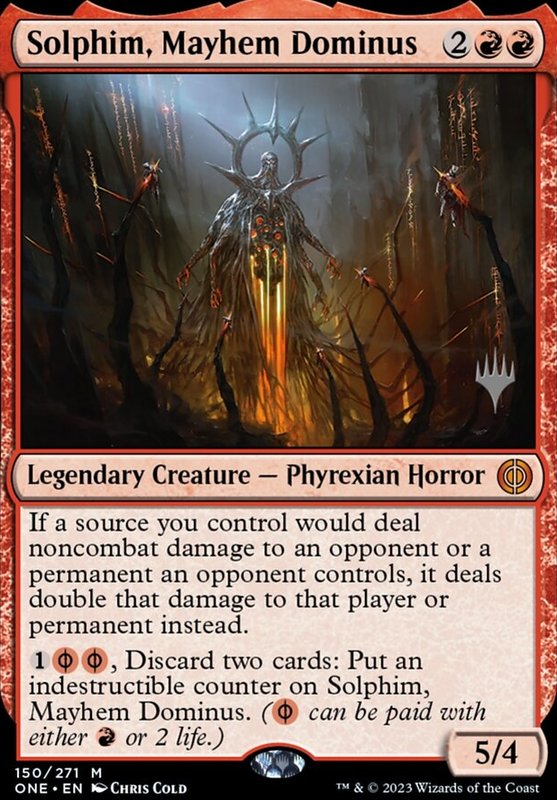 Solphim, Mayhem Dominus 2
Legendary Creature — Phyrexian Horror
If a source you control would deal
noncombat damage to an opponent or a
permanent an opponent controls, it deals
double that damage to that player or
permanent instead.
1, Discard two cards: Put an
indestructible counter on Solphim,
Mayhem Dominus. ( can be paid with
either or 2 life.)
5/4
150/271 M
ONE • EN Chris Cold
™ & © 2023 Wizards of the Coast